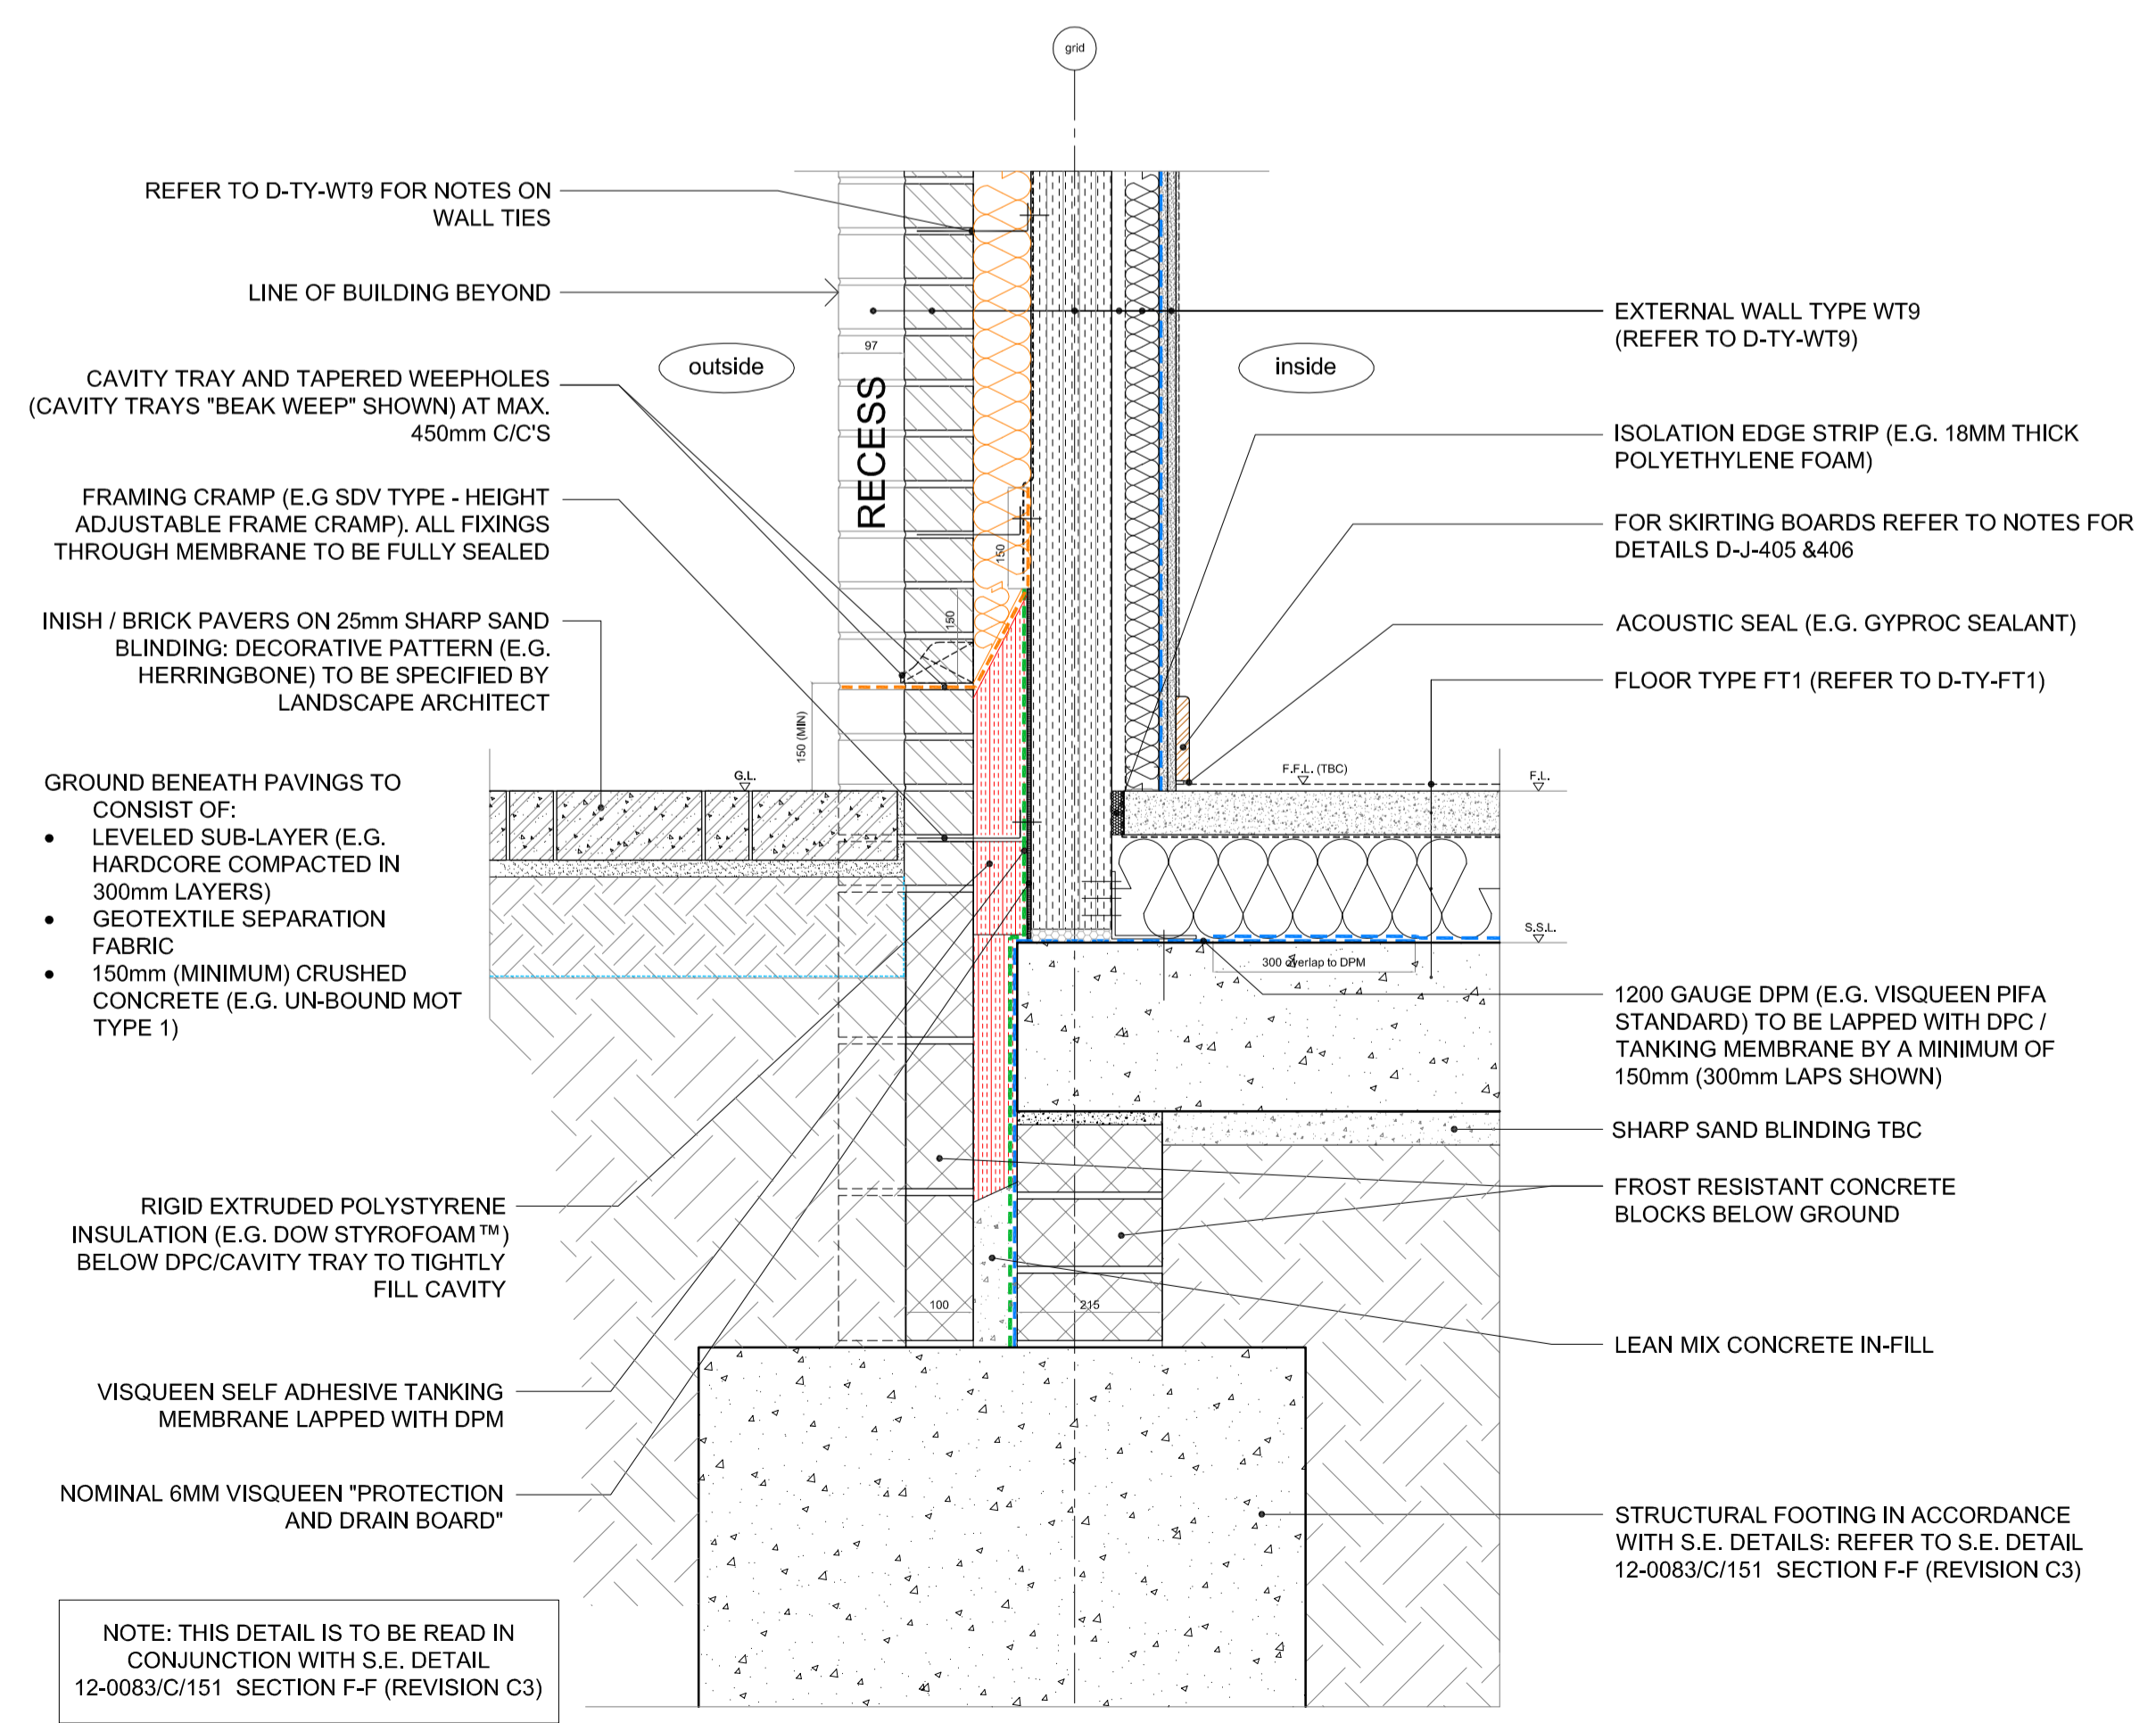 grid
REFER TO D-TY-WT9 FOR NOTES ON
WALL TIES
LINE OF BUILDING BEYOND
CAVITY TRAY AND TAPERED WEEPHOLES
(CAVITY TRAYS "BEAK WEEP" SHOWN) AT MAX.
450mm C/C'S
FRAMING CRAMP (E.G SDV TYPE - HEIGHT
ADJUSTABLE FRAME CRAMP). ALL FIXINGS
THROUGH MEMBRANE TO BE FULLY SEALED
INISH / BRICK PAVERS ON 25mm SHARP SAND
BLINDING: DECORATIVE PATTERN (E.G.
HERRINGBONE) TO BE SPECIFIED BY
LANDSCAPE ARCHITECT
GROUND BENEATH PAVINGS TO
CONSIST OF:
• LEVELED SUB-LAYER (E.G.
HARDCORE COMPACTED IN
300mm LAYERS)
• GEOTEXTILE SEPARATION
FABRIC
• 150mm (MINIMUM) CRUSHED
CONCRETE (E.G. UN-BOUND MOT
TYPE 1)
RIGID EXTRUDED POLYSTYRENE
INSULATION (E.G. DOW STYROFOAM™)
BELOW DPC/CAVITY TRAY TO TIGHTLY
FILL CAVITY
VISQUEEN SELF ADHESIVE TANKING
MEMBRANE LAPPED WITH DPM
NOMINAL 6MM VISQUEEN "PROTECTION
AND DRAIN BOARD"
NOTE: THIS DETAIL IS TO BE READ IN
CONJUNCTION WITH S.E. DETAIL
12-0083/C/151 SECTION F-F (REVISION C3)
97
outside
RECESS
inside
150
150
150 (MIN)
G.L.
F.F.L. (TBC)
F.L.
S.S.L.
300 overlap to DPM
100
215
EXTERNAL WALL TYPE WT9
(REFER TO D-TY-WT9)
ISOLATION EDGE STRIP (E.G. 18MM THICK
POLYETHYLENE FOAM)
FOR SKIRTING BOARDS REFER TO NOTES FOR
DETAILS D-J-405 &406
ACOUSTIC SEAL (E.G. GYPROC SEALANT)
FLOOR TYPE FT1 (REFER TO D-TY-FT1)
1200 GAUGE DPM (E.G. VISQUEEN PIFA
STANDARD) TO BE LAPPED WITH DPC /
TANKING MEMBRANE BY A MINIMUM OF
150mm (300mm LAPS SHOWN)
SHARP SAND BLINDING TBC
FROST RESISTANT CONCRETE
BLOCKS BELOW GROUND
LEAN MIX CONCRETE IN-FILL
STRUCTURAL FOOTING IN ACCORDANCE
WITH S.E. DETAILS: REFER TO S.E. DETAIL
12-0083/C/151 SECTION F-F (REVISION C3)